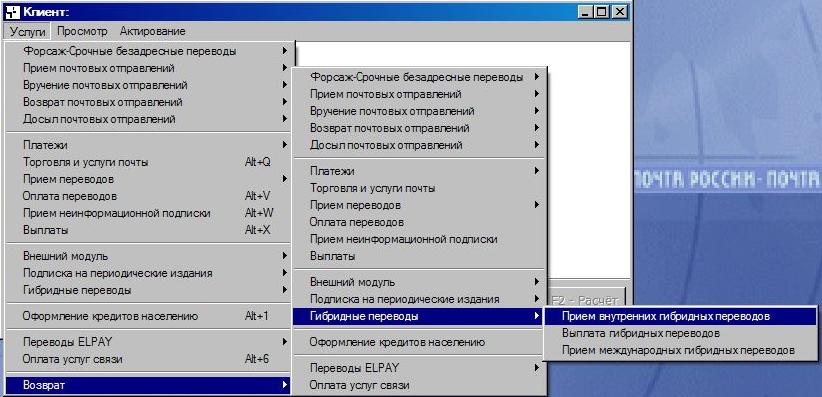 Клиент:
Услуги Просмотр Актирование
Форсаж-Срочные безадресные переводы
Прием почтовых отправлений
Вручение почтовых отправлений
Возврат почтовых отправлений
Досыл почтовых отправлений
Платежи
Торговля и услуги почты Alt+Q
Прием переводов
Оплата переводов Alt+V
Прием неинформационной подписки Alt+W
Выплаты Alt+X
Внешний модуль
Подписка на периодические издания
Гибридные переводы
Оформление кредитов населению Alt+1
Переводы ELPAY
Оплата услуг связи Alt+6
Возврат
Форсаж-Срочные безадресные переводы
Прием почтовых отправлений
Вручение почтовых отправлений
Возврат почтовых отправлений
Досыл почтовых отправлений
Платежи
Торговля и услуги почты
Прием переводов
Оплата переводов
Прием неинформационной подписки
Выплаты
Внешний модуль
Подписка на периодические издания
Гибридные переводы
Оформление кредитов населению
Переводы ELPAY
Оплата услуг связи
Прием внутренних гибридных переводов
Выплата гибридных переводов
Прием международных гибридных переводов
F2 - Расчёт
ПОЧТА РОССИИ- ПОЧТА